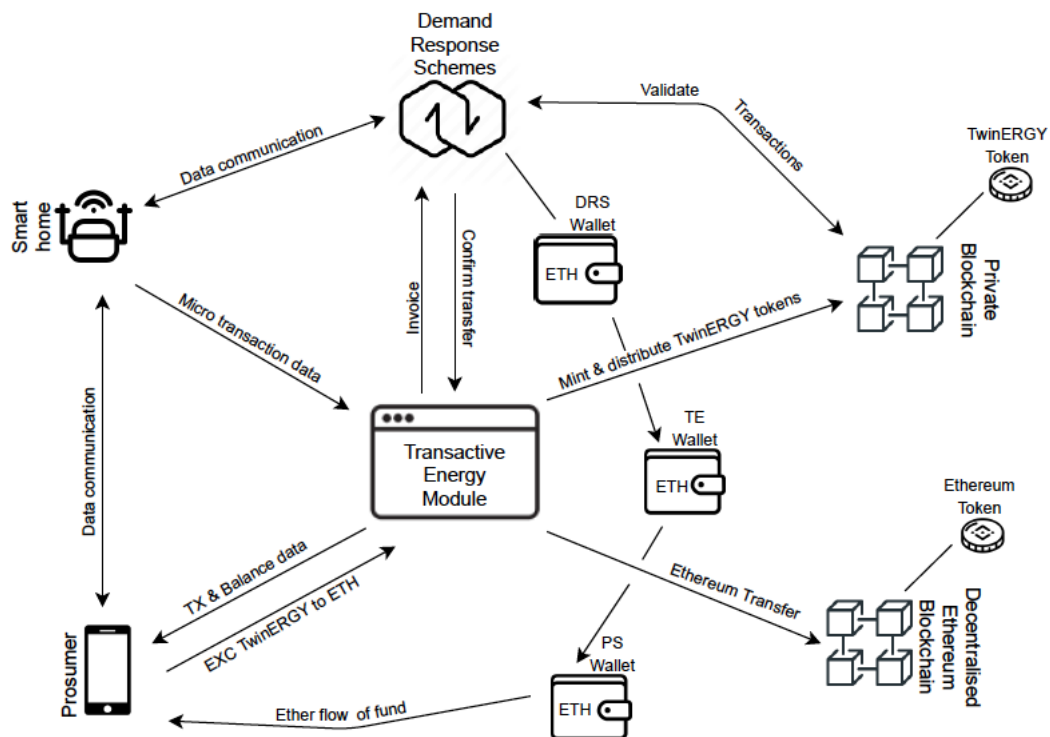 Demand
Response
Schemes
Validate
Transactions
TwinERGY
Token
Data communication
Smart
home
DRS
Wallet
ETH
Private
Blockchain
Invoice
Confirm transfer
Micro transaction data
Mint & distribute TwinERGY tokens
Data communication
Transactive
Energy
Module
TE
Wallet
ETH
Ethereum
Token
TX & Balance data
EXC TwinERGY to ETH
Ethereum Transfer
Decentralised
Ethereum
Blockchain
PS
Wallet
ETH
Prosumer
Ether flow of fund